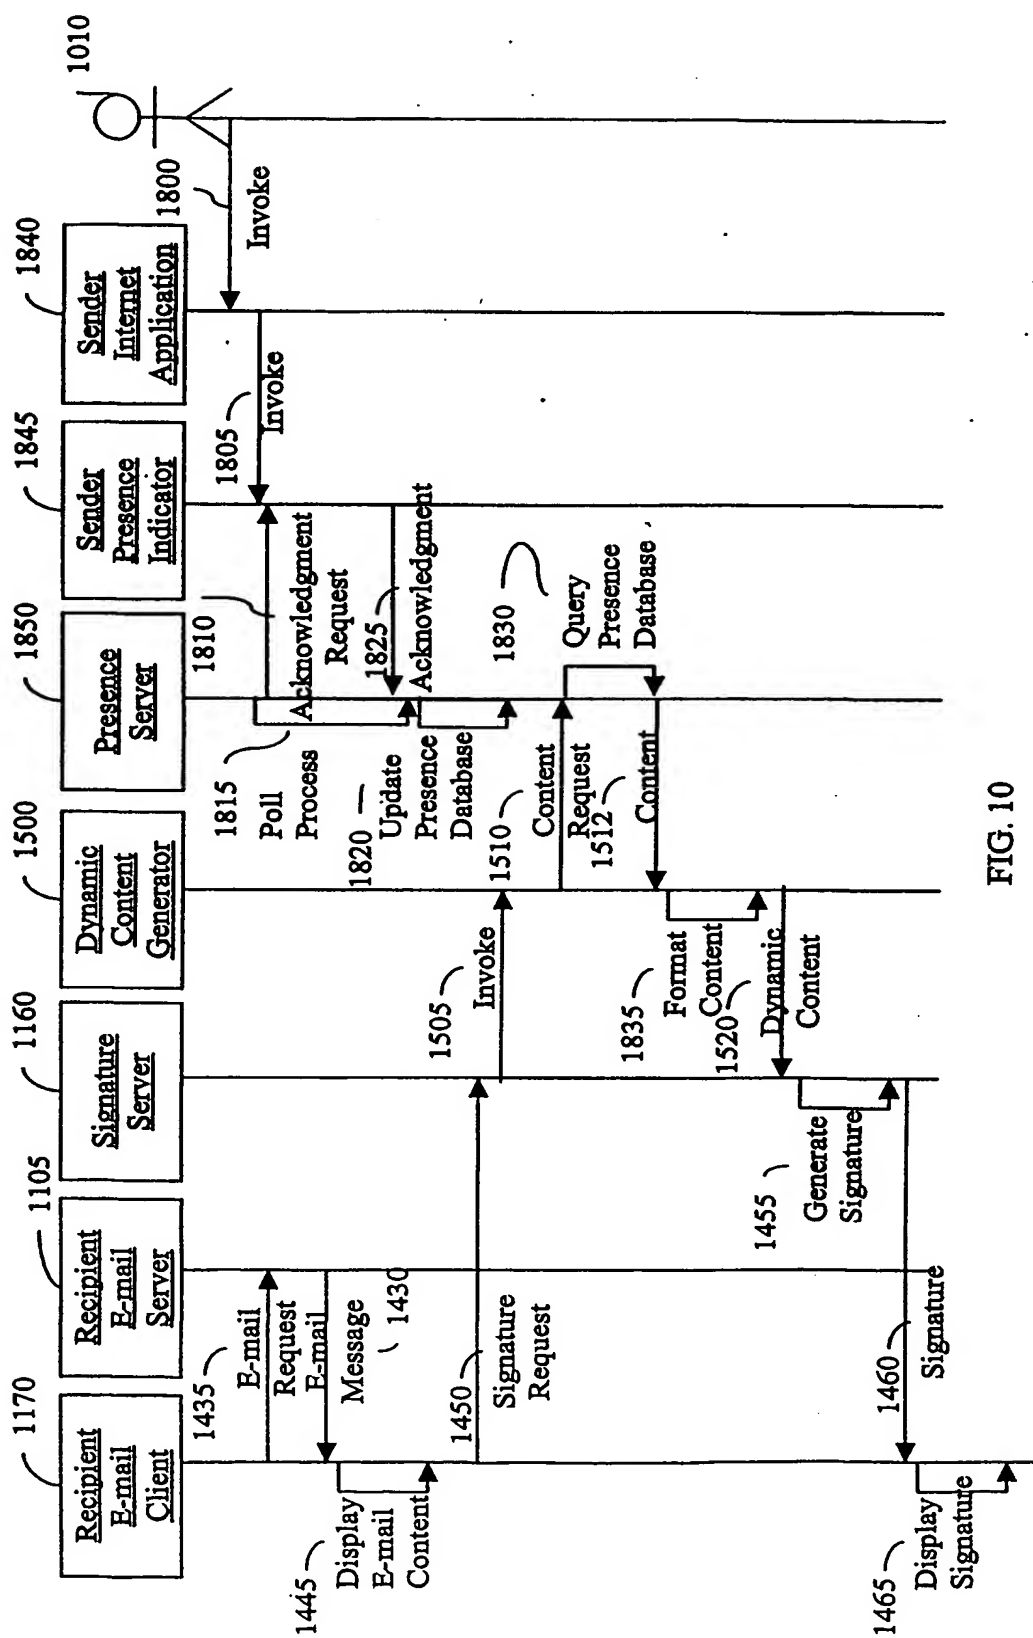 1170
Recipient
E-mail
Client
1105
Recipient
E-mail
Server
1160
Signature
Server
1500
Dynamic
Content
Generator
1850
Presence
Server
1845
Sender
Presence
Indicator
1840
Sender
Internet
Application
1010
1800
Invoke
1805
Invoke
1810
Acknowledgment
Request
1815
Poll
Process
1825
Acknowledgment
1820
Update
Presence
Database
1830
Query
Presence
Database
1435
E-mail
Request
E-mail
Message
1430
1445
Display
E-mail
Content
1450
Signature
Request
1505
Invoke
1510
Content
Request
1512
Content
1835
Format
Content
1520
Dynamic
Content
1455
Generate
Signature
1460
Signature
1465
Display
Signature
FIG. 10